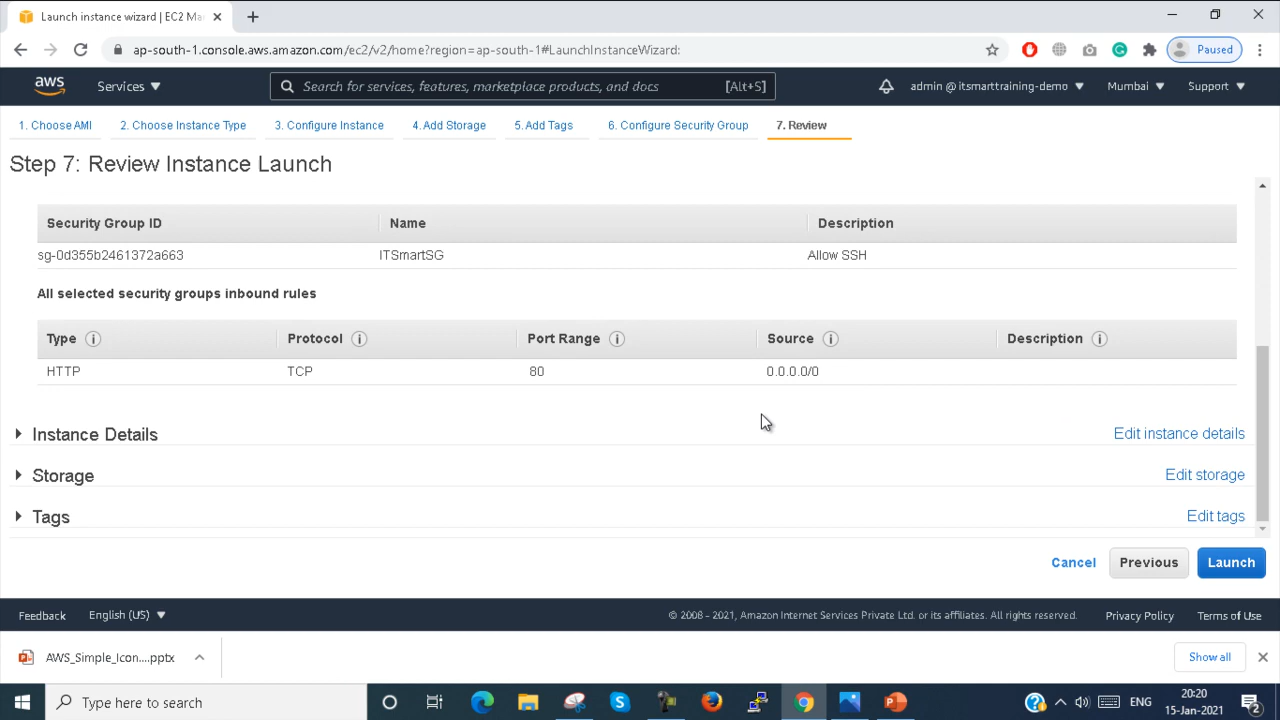 Launch instance wizard | EC2 Ma
ap-south-1.console.aws.amazon.com/ec2/v2/home?region=ap-south-1#LaunchInstanceWizard:
Paused
aws
Services
Search for services, features, marketplace products, and docs
[Alt+S]
admin @ itsmarttraining-demo
Mumbai
Support
1. Choose AMI
2. Choose Instance Type
3. Configure Instance
4. Add Storage
5. Add Tags
6. Configure Security Group
7. Review
Step 7: Review Instance Launch
Security Group ID
Name
Description
sg-0d355b2461372a663
ITSmartSG
Allow SSH
All selected security groups inbound rules
Type
Protocol
Port Range
Source
Description
HTTP
TCP
80
0.0.0.0/0
Instance Details
Edit instance details
Storage
Edit storage
Tags
Edit tags
Cancel
Previous
Launch
Feedback
English (US)
© 2008 - 2021, Amazon Internet Services Private Ltd. or its affiliates. All rights reserved.
Privacy Policy
Terms of Use
AWS_Simple_Icon....pptx
Show all
Type here to search
ENG
20:20
15-Jan-2021
2